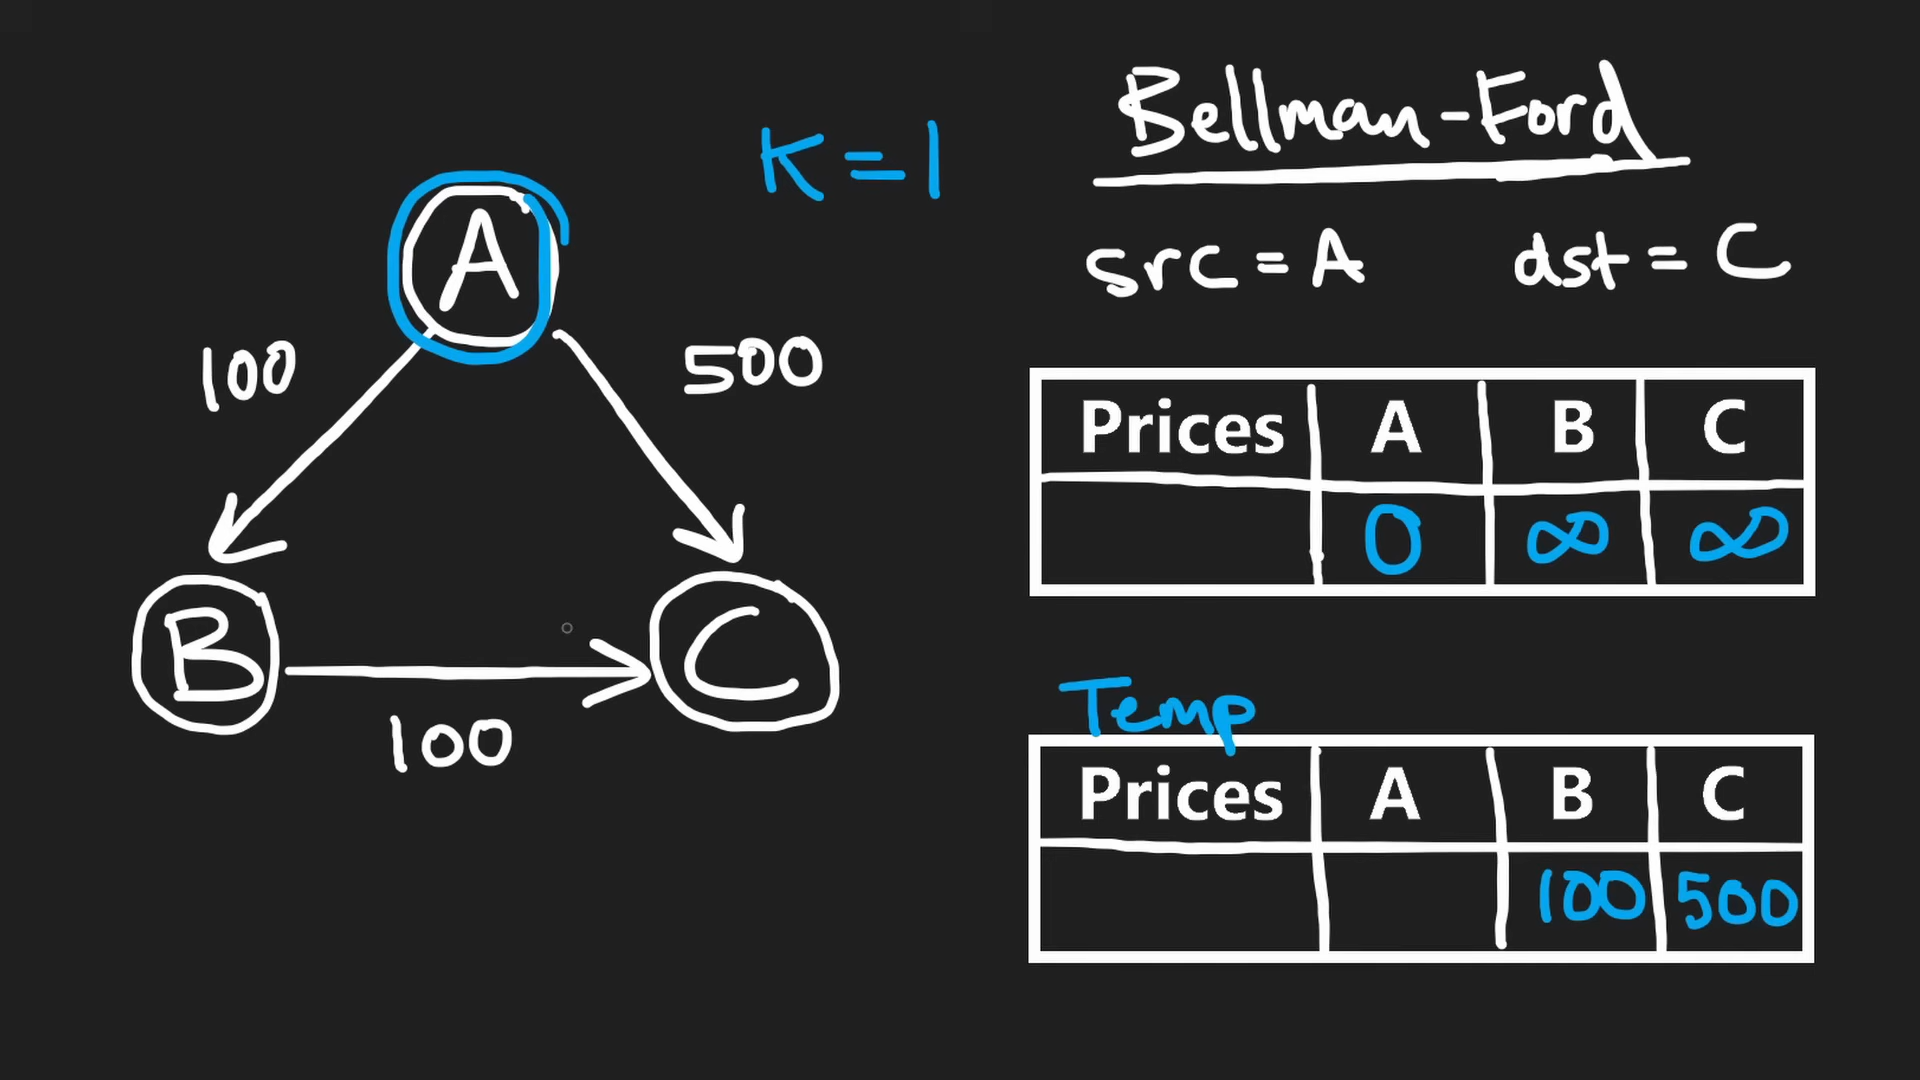 Bellman-Ford
K=1
src = A dst = C
A
100
500
B
C
100
Prices A B C
0 ∞ ∞
Temp
Prices A B C
100 500